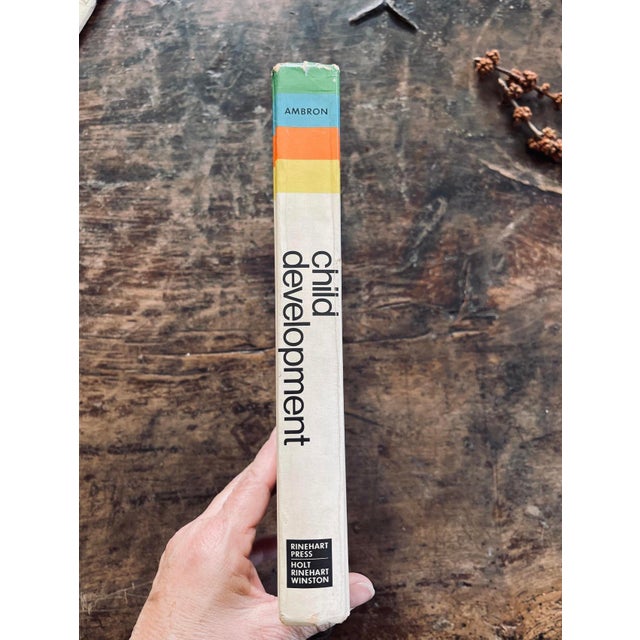 AMBRON
child
development
RINEHART
PRESS
HOLT
RINEHART
WINSTON